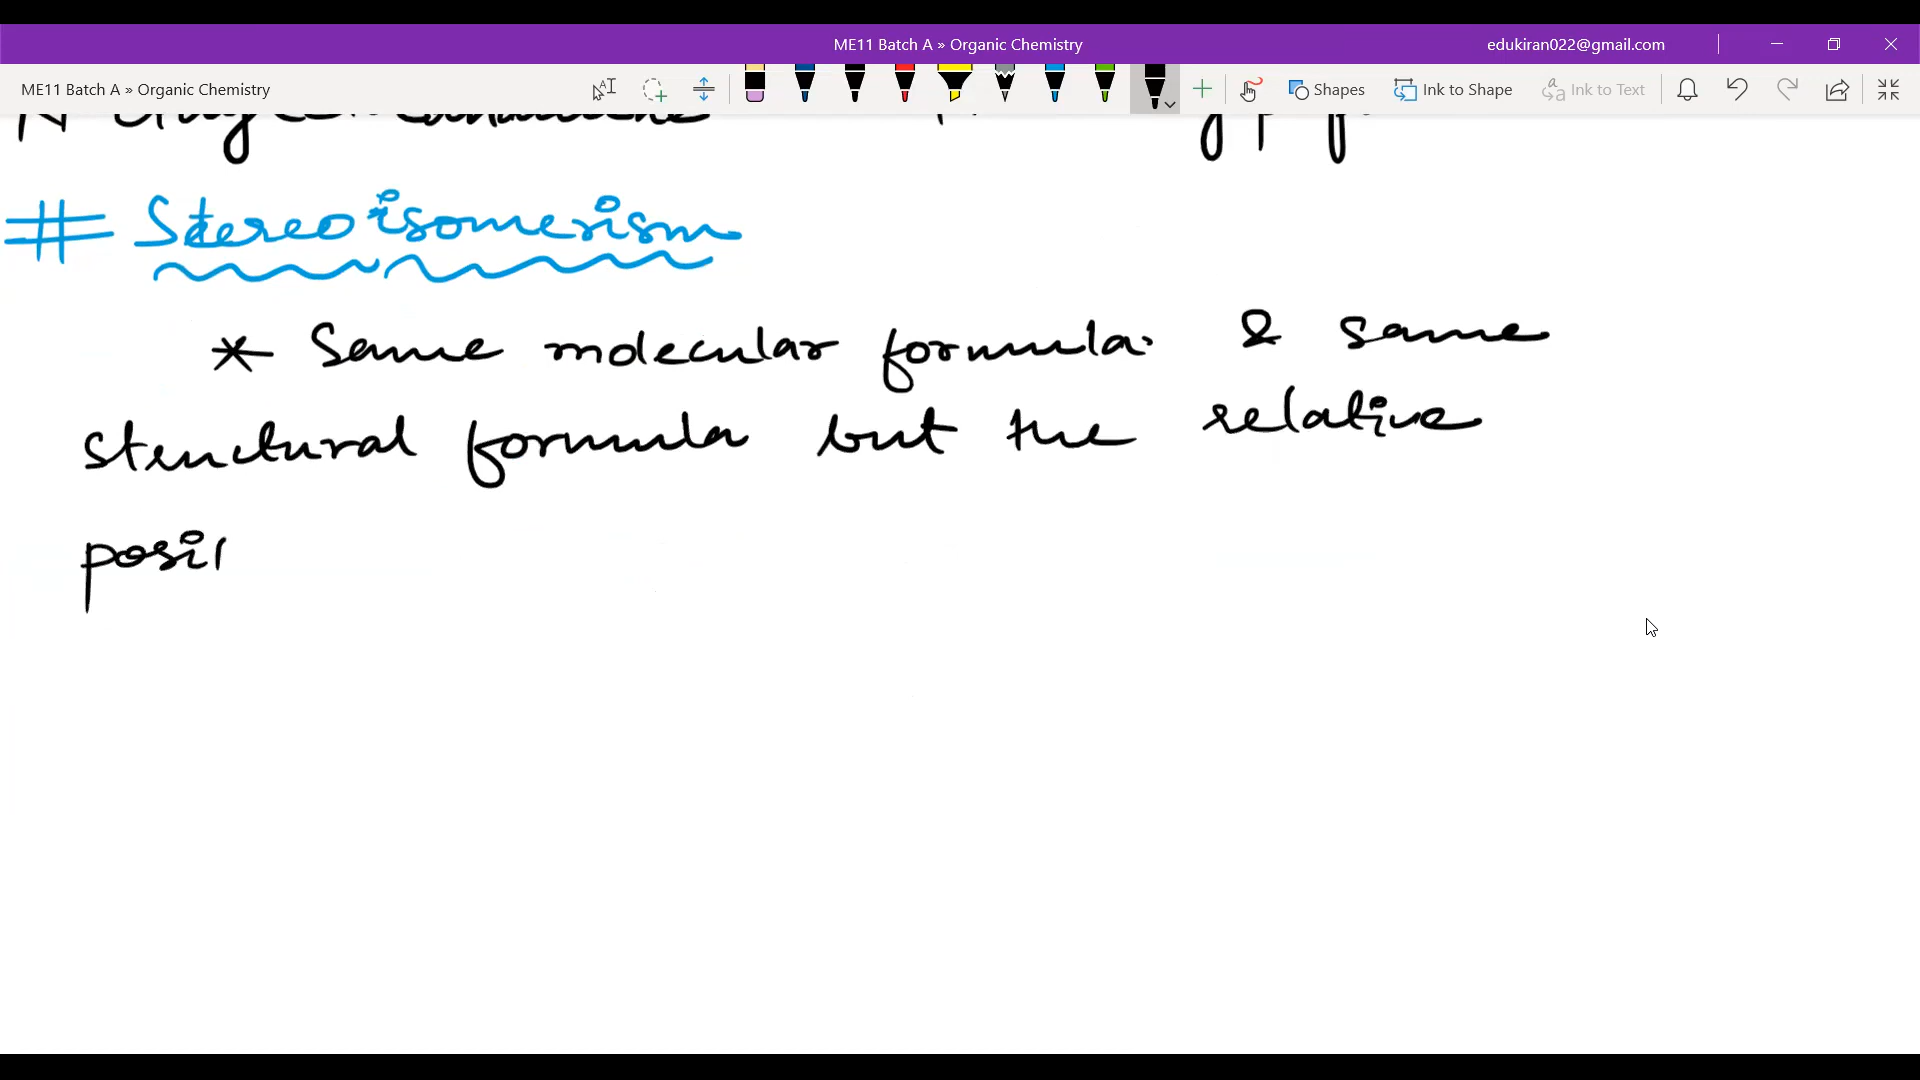 ME11 Batch A » Organic Chemistry
edukiran022@gmail.com
ME11 Batch A » Organic Chemistry
Shapes
Ink to Shape
Ink to Text
# Stereoisomerism
* Same molecular formula & same
structural formula but the relative
posit